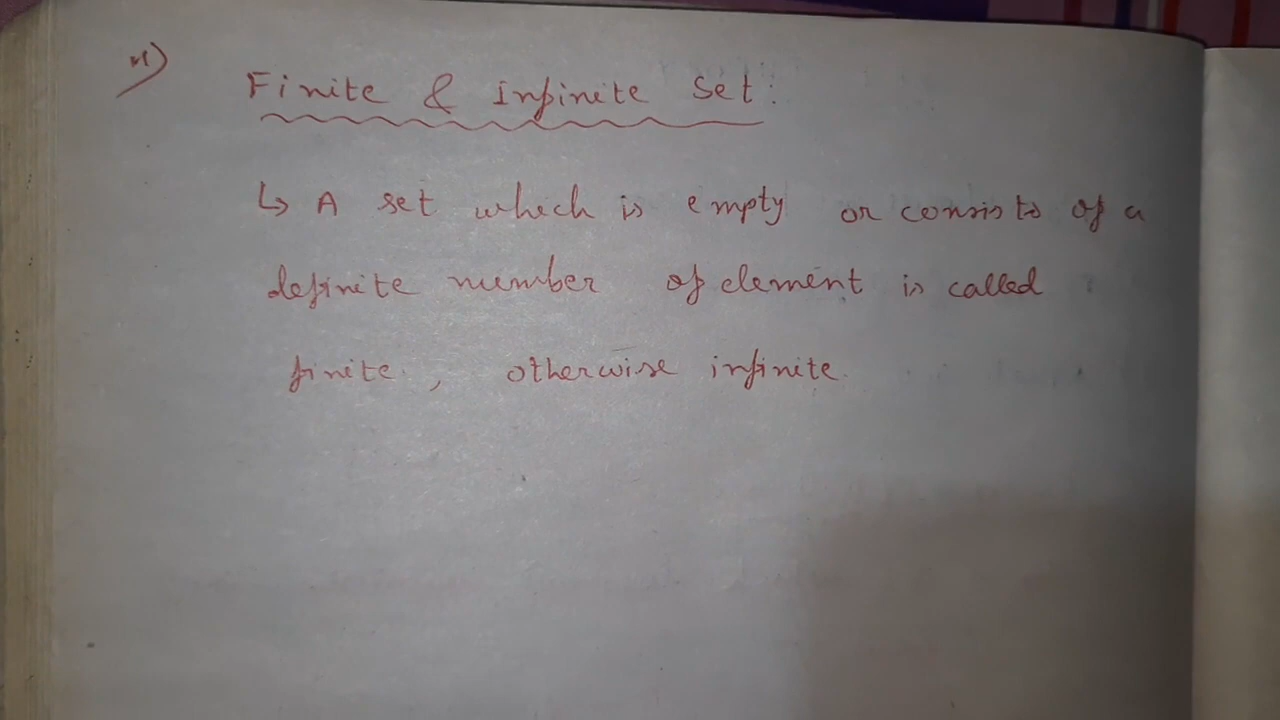 Finite & Infinite Set:
↳ A set which is empty or consists of a
definite number of element is called
finite, otherwise infinite.